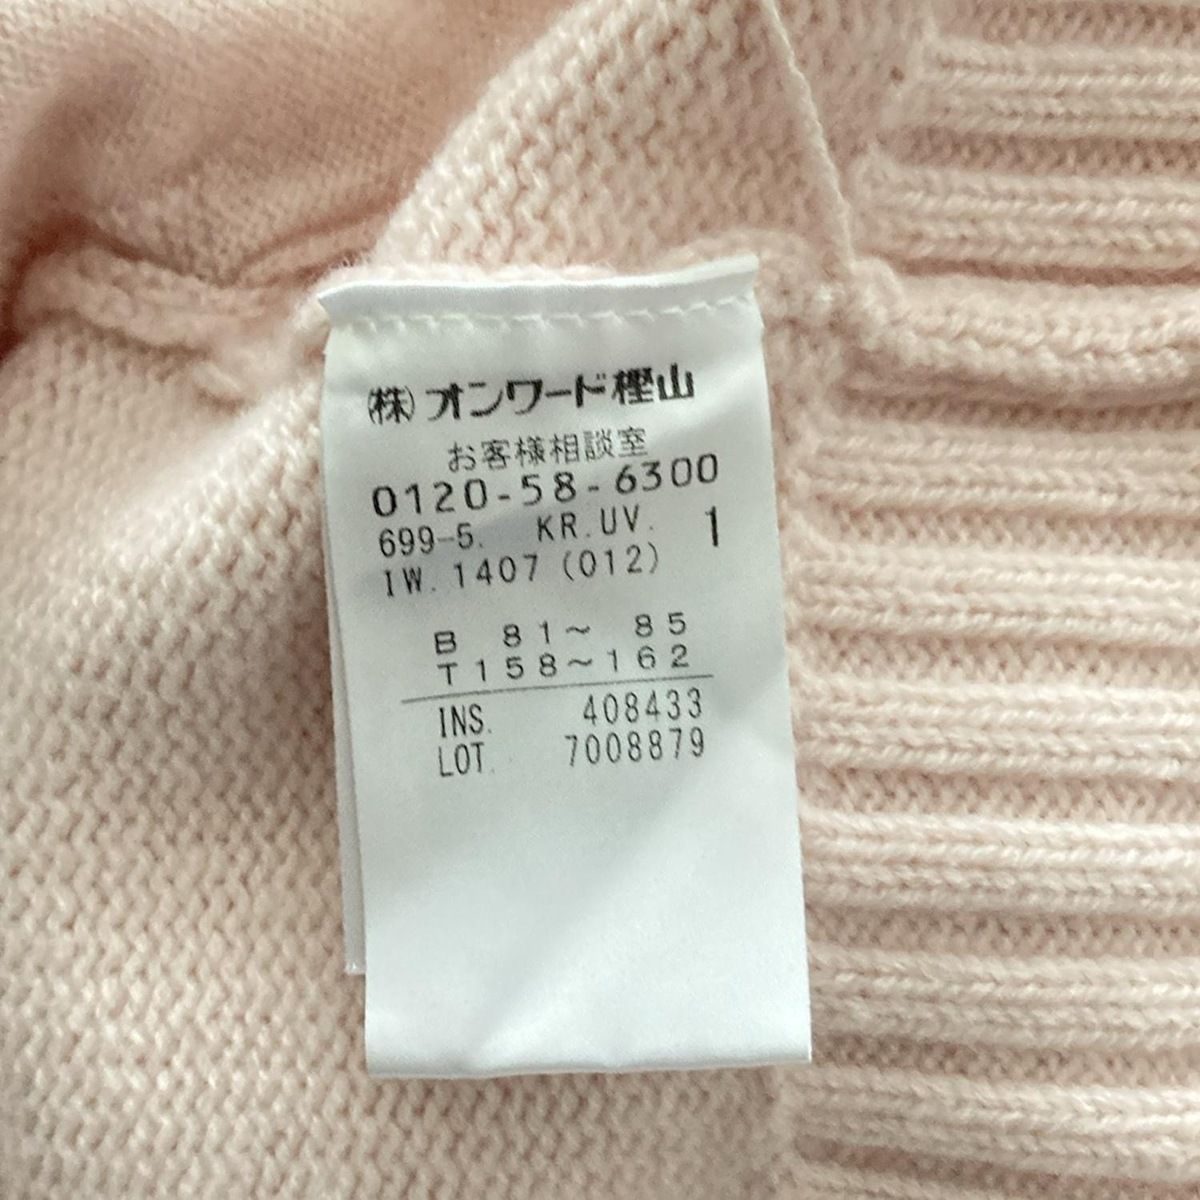 ㈱オンワード樫山
お客様相談室
0120-58-6300
699-5. KR.UV. 1
IW.1407(012)
B 81~ 85
T158~162
INS. 408433
LOT. 7008879